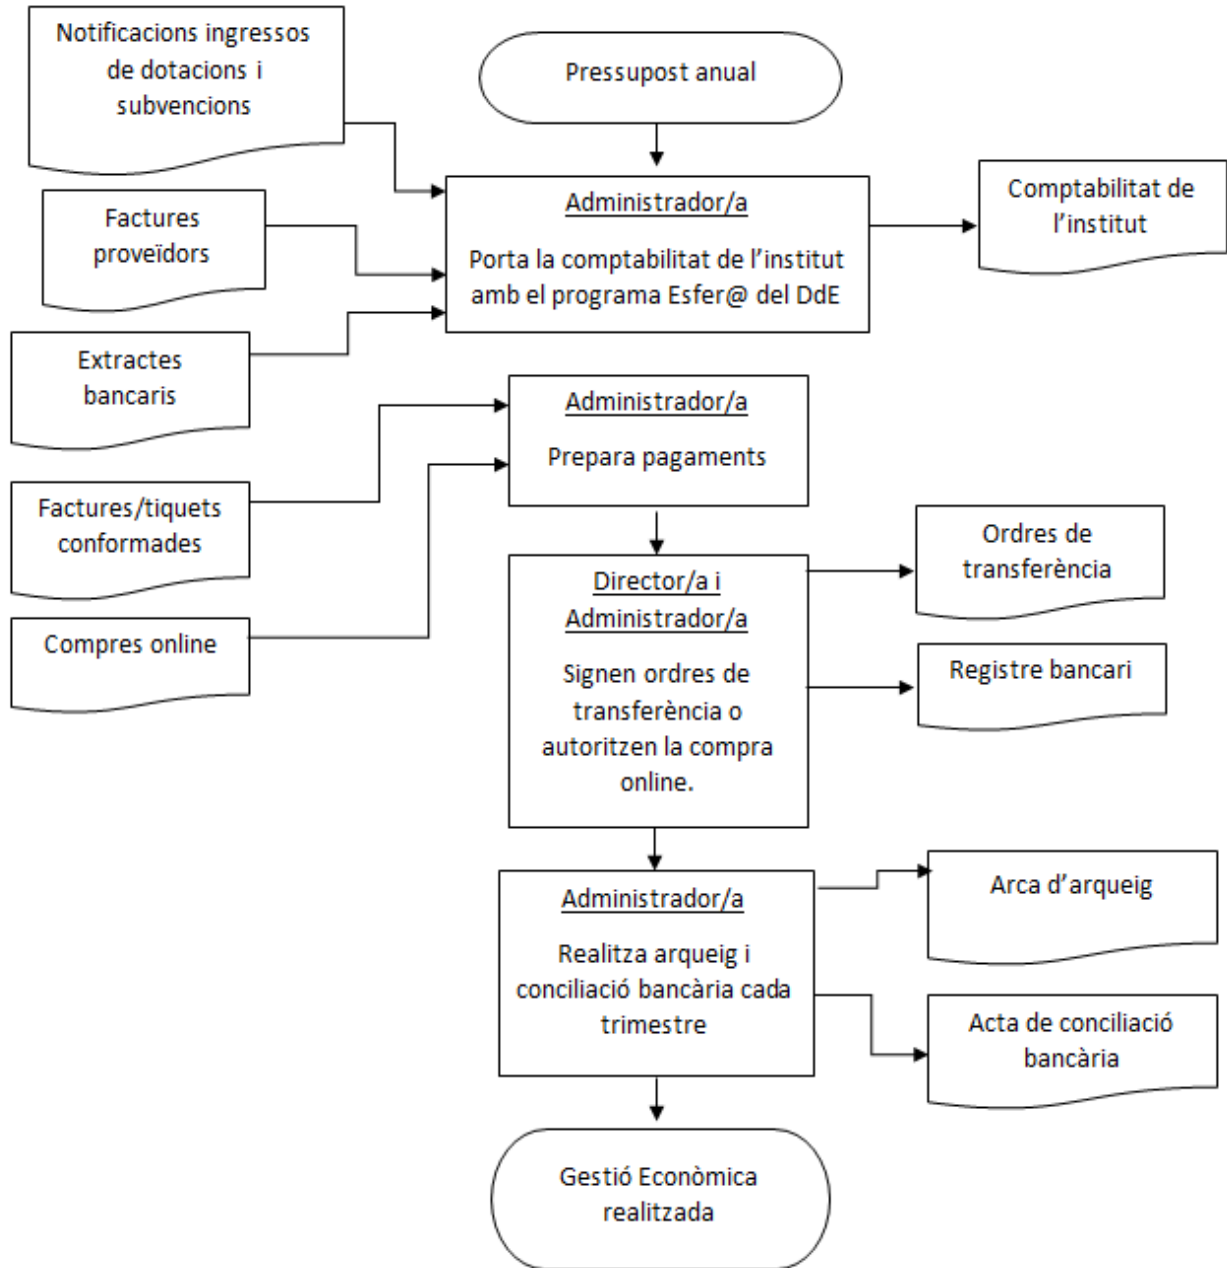 Notificacions ingressos
de dotacions i
subvencions
Pressupost anual
Factures
proveïdors
Administrador/a
Porta la comptabilitat de l’institut
amb el programa Esfer@ del DdE
Comptabilitat de
l’institut
Extractes
bancaris
Administrador/a
Prepara pagaments
Factures/tiquets
conformades
Compres online
Director/a i
Administrador/a
Signen ordres de
transferència o
autoritzen la compra
online.
Ordres de
transferència
Registre bancari
Administrador/a
Realitza arqueig i
conciliació bancària cada
trimestre
Arca d’arqueig
Acta de conciliació
bancària
Gestió Econòmica
realitzada